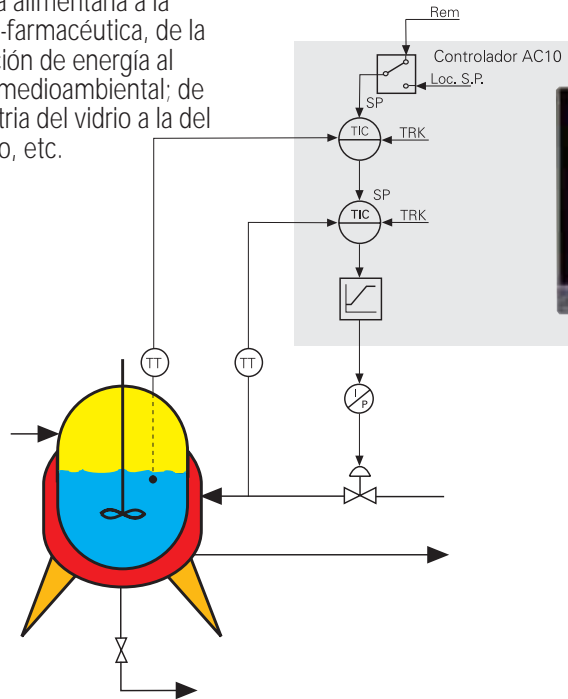 a alimentaria a la
-farmacéutica, de la
ción de energía al
medioambiental; de
tria del vidrio a la del
o, etc.
Rem
Controlador AC10
Loc. S.P.
SP
TIC
TRK
SP
TIC
TRK
TT
TT
I
P